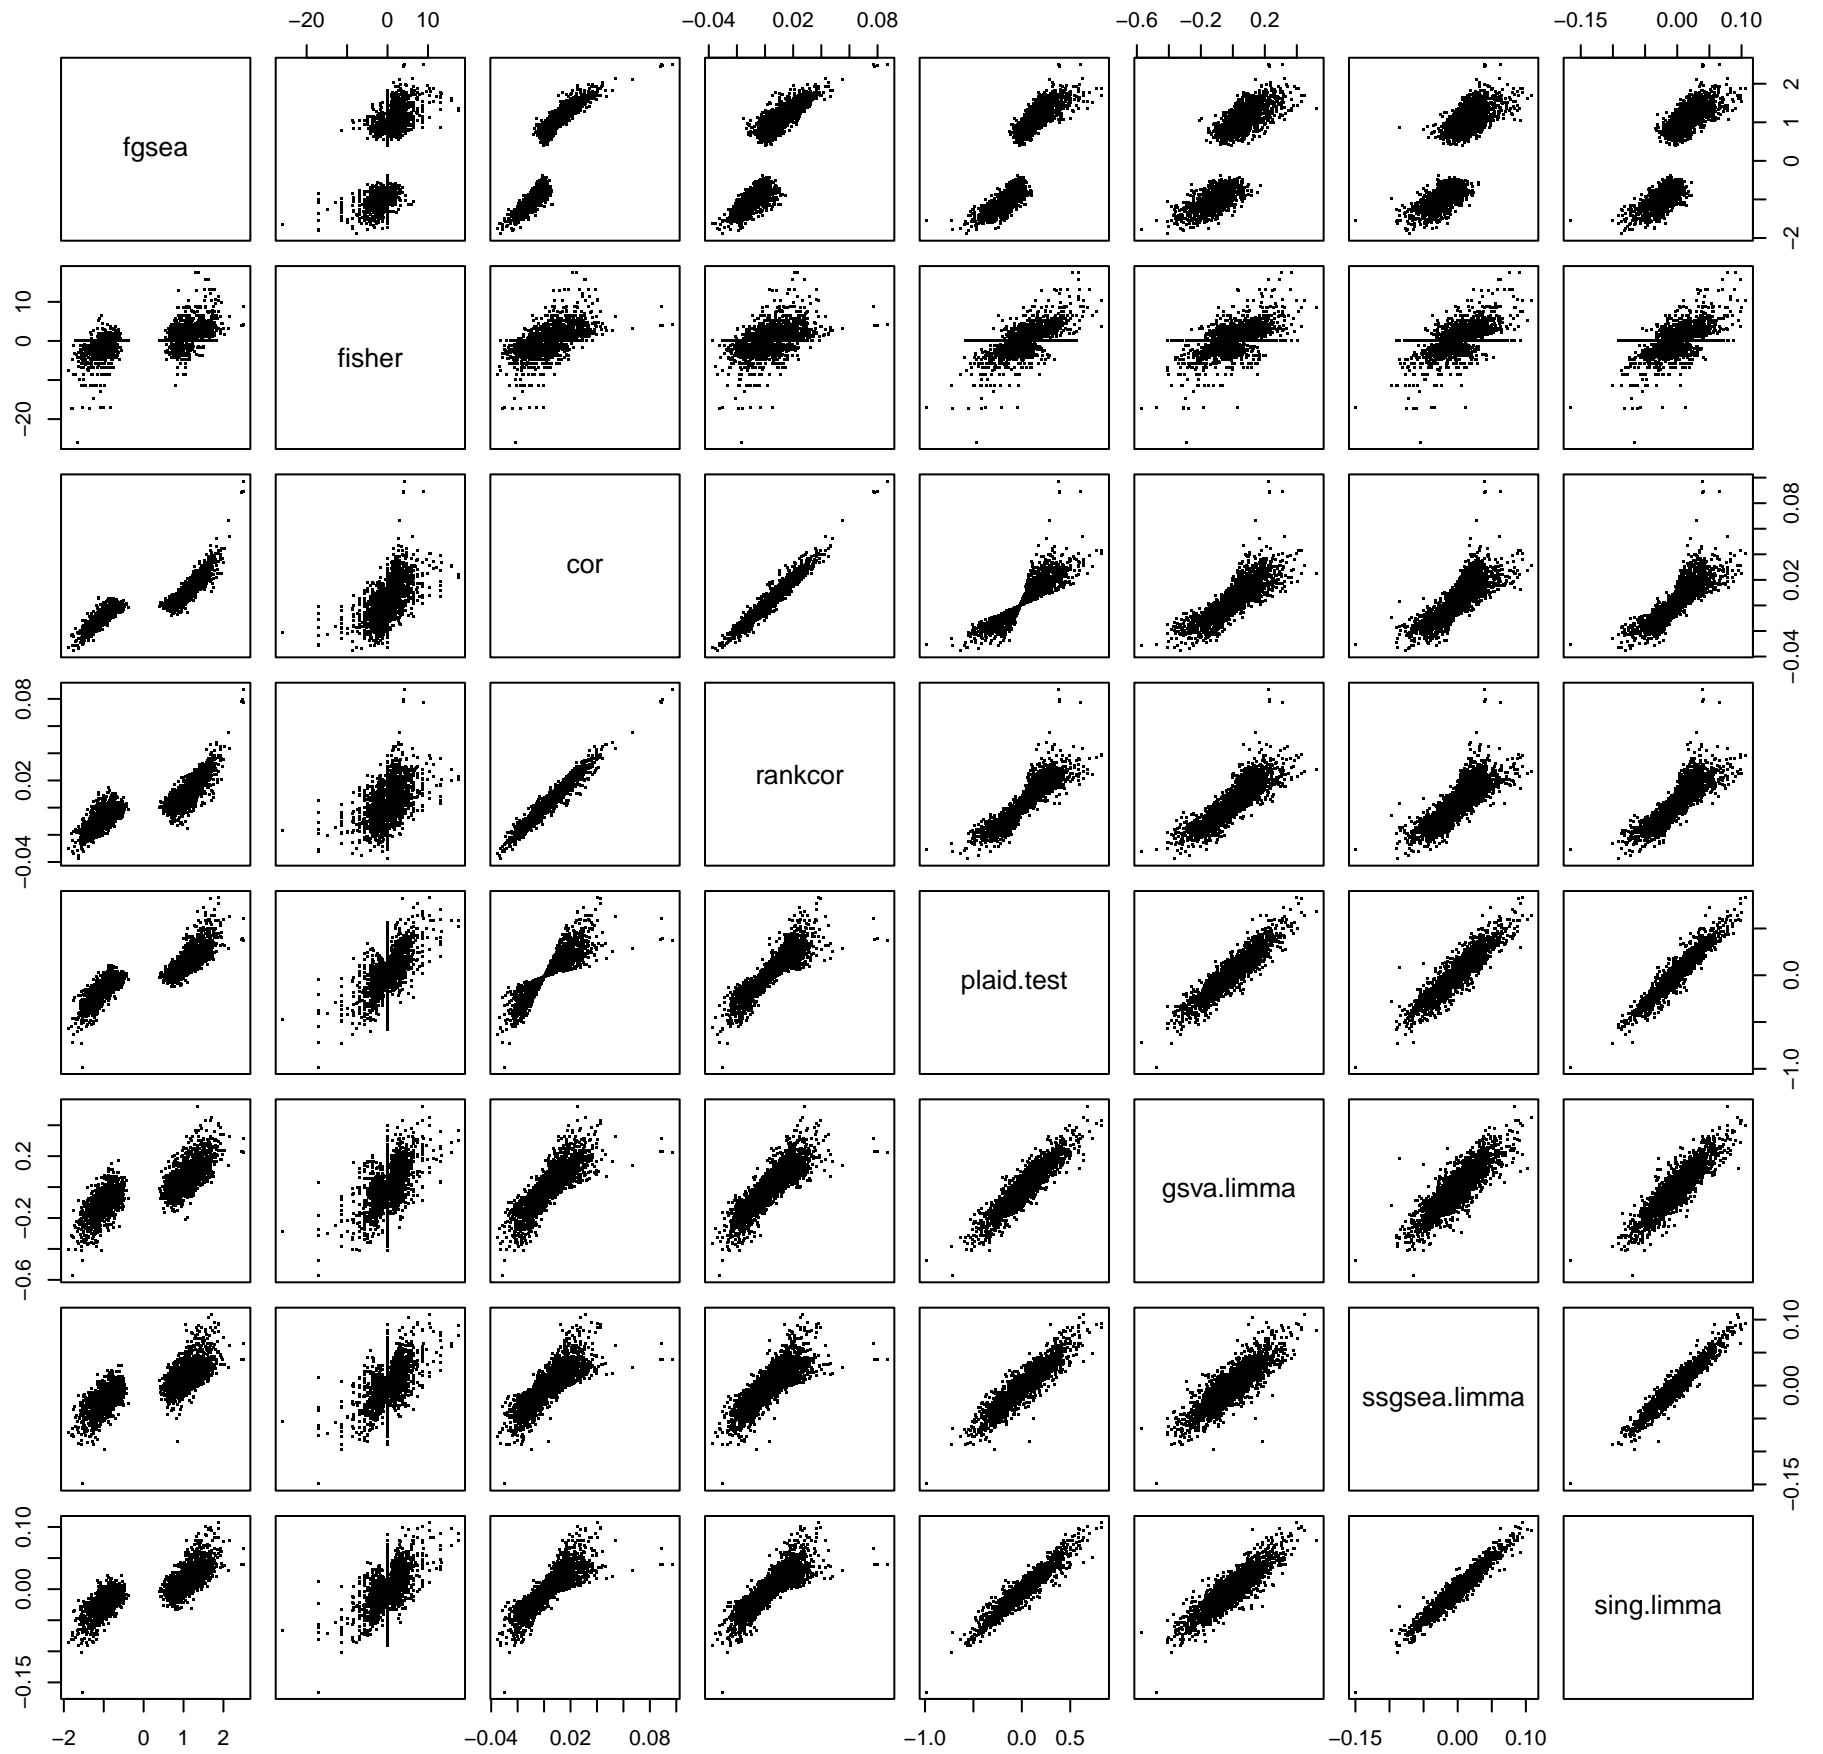 −20 0 10 −0.04 0.02 0.08 −0.6 −0.2 0.2 −0.15 0.00 0.10
fgsea
−2 0 1 2
fisher
−20 0 10
cor
−0.04 0.02 0.08
rankcor
−0.04 0.02 0.08
plaid.test
−1.0 0.0
gsva.limma
−0.6 −0.2 0.2
ssgsea.limma
−0.15 0.00 0.10
sing.limma
−0.15 0.00 0.10
−2 0 1 2 −0.04 0.02 0.08 −1.0 0.0 0.5 −0.15 0.00 0.10